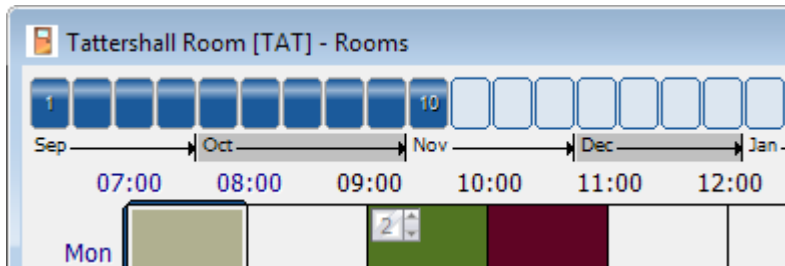 Tattershall Room [TAT] - Rooms
1 10
Sep Oct Nov Dec Jan
07:00 08:00 09:00 10:00 11:00 12:00
2
Mon